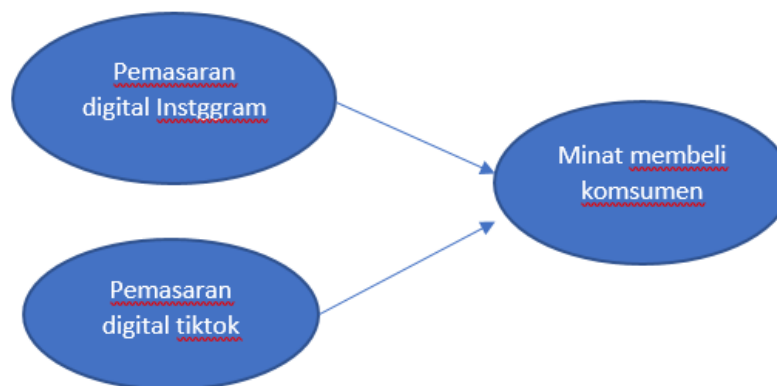 Pemasaran
digital Instggram
Minat membeli
komsumen
Pemasaran
digital tiktok